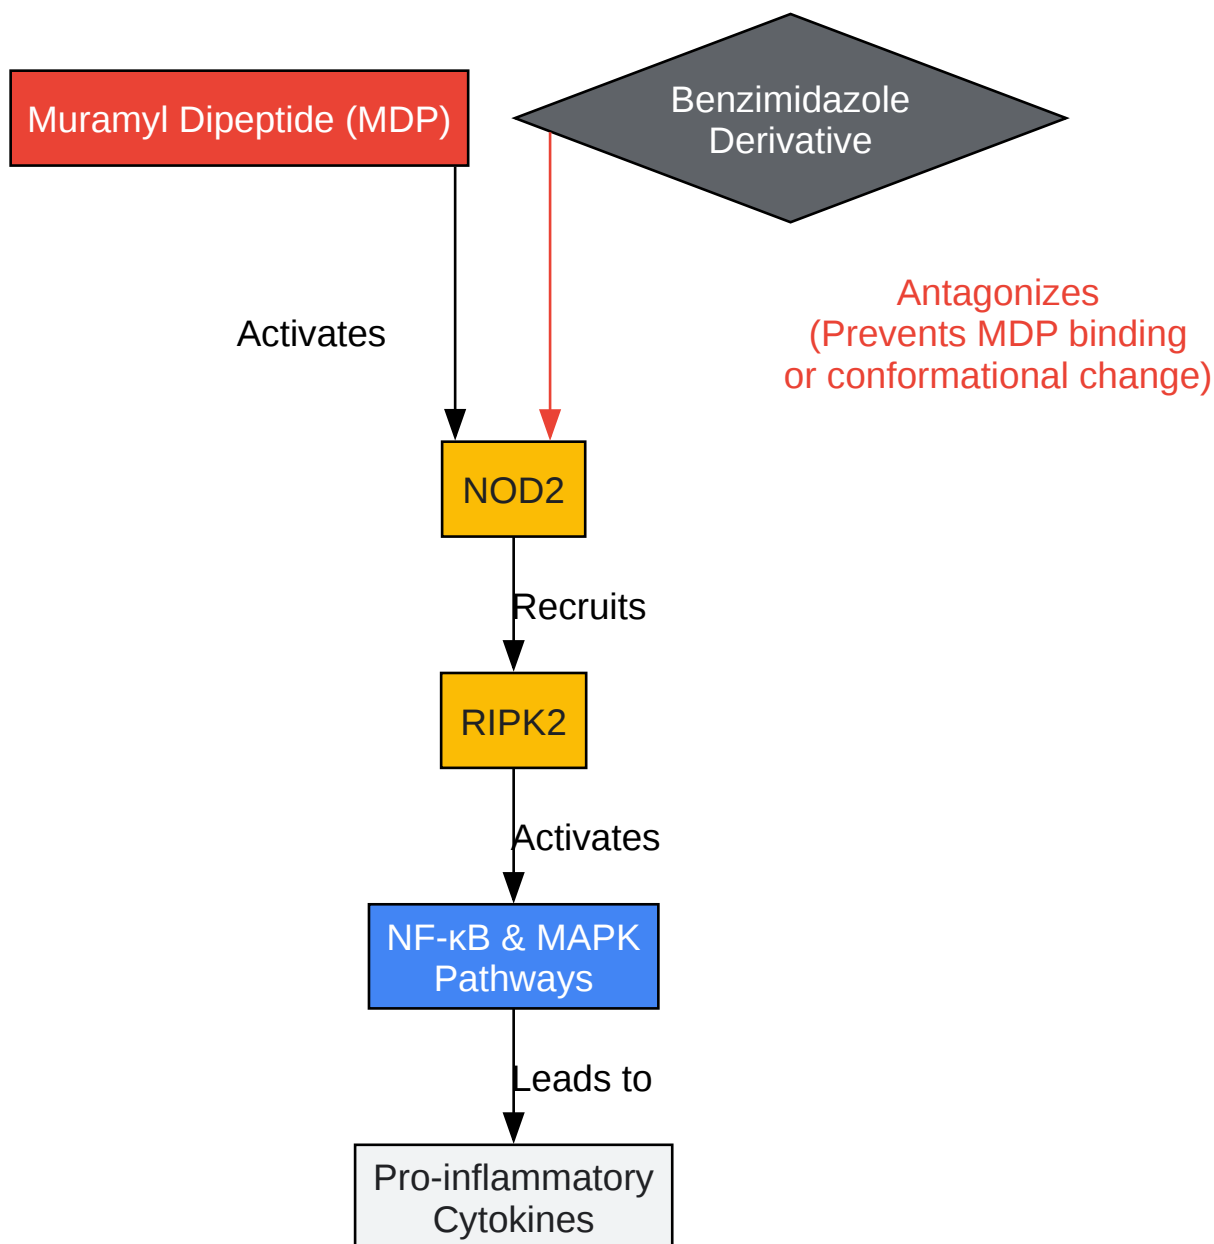 Muramyl Dipeptide (MDP)
Benzimidazole
Derivative
Activates
Antagonizes
(Prevents MDP binding
or conformational change)
NOD2
Recruits
RIPK2
Activates
NF-κB & MAPK
Pathways
Leads to
Pro-inflammatory
Cytokines